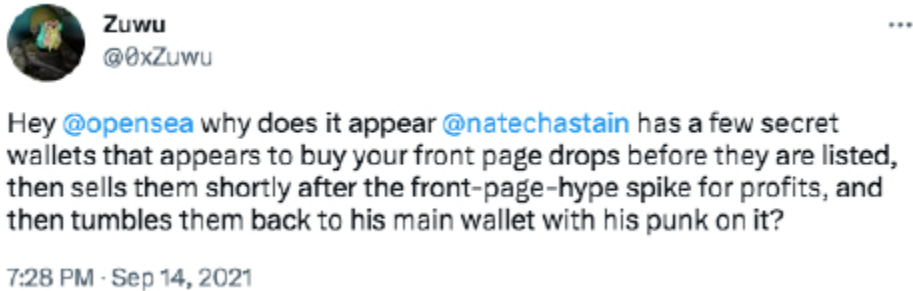 Zuwu
@0xZuwu
Hey @opensea why does it appear @natechastain has a few secret
wallets that appears to buy your front page drops before they are listed,
then sells them shortly after the front-page-hype spike for profits, and
then tumbles them back to his main wallet with his punk on it?
7:28 PM · Sep 14, 2021